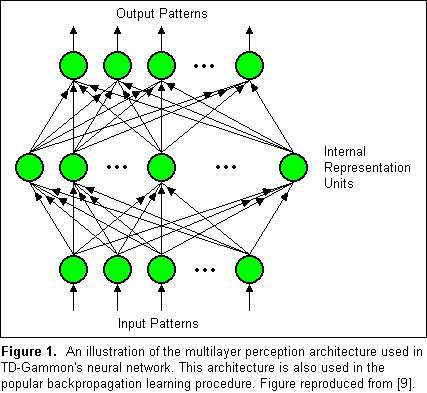 Output Patterns
Internal
Representation
Units
Input Patterns
Figure 1. An illustration of the multilayer perception architecture used in
TD-Gammon's neural network. This architecture is also used in the
popular backpropagation learning procedure. Figure reproduced from [9].